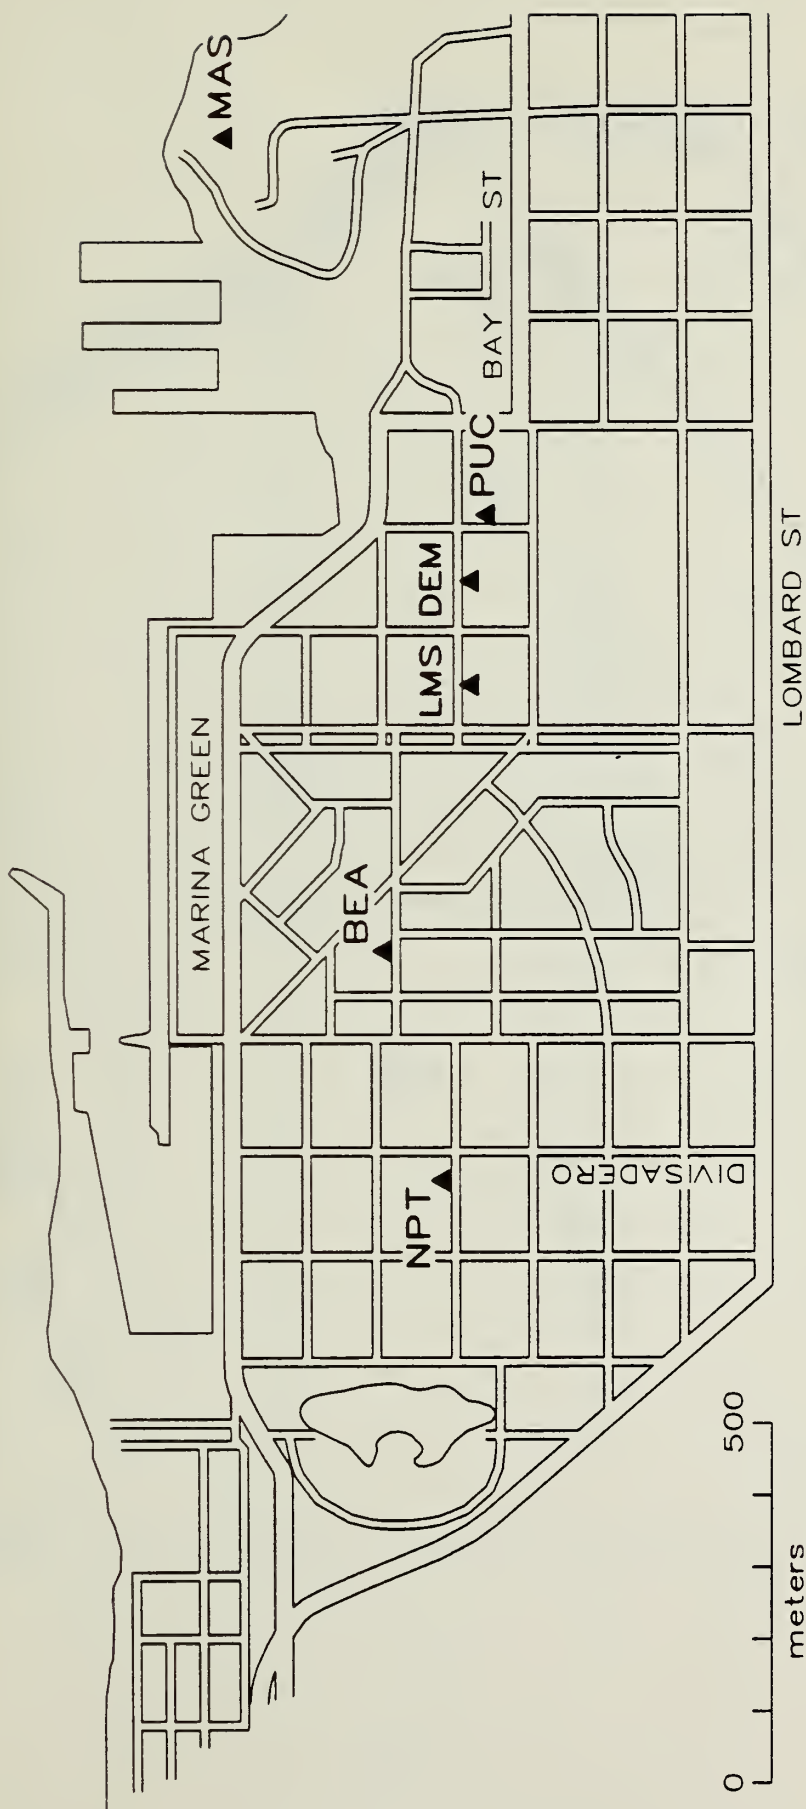 MAS
BAY ST
PUC
DEM
LMS
MARINA GREEN
BEA
NPT
DIVISADERO
LOMBARD ST
0 500
meters